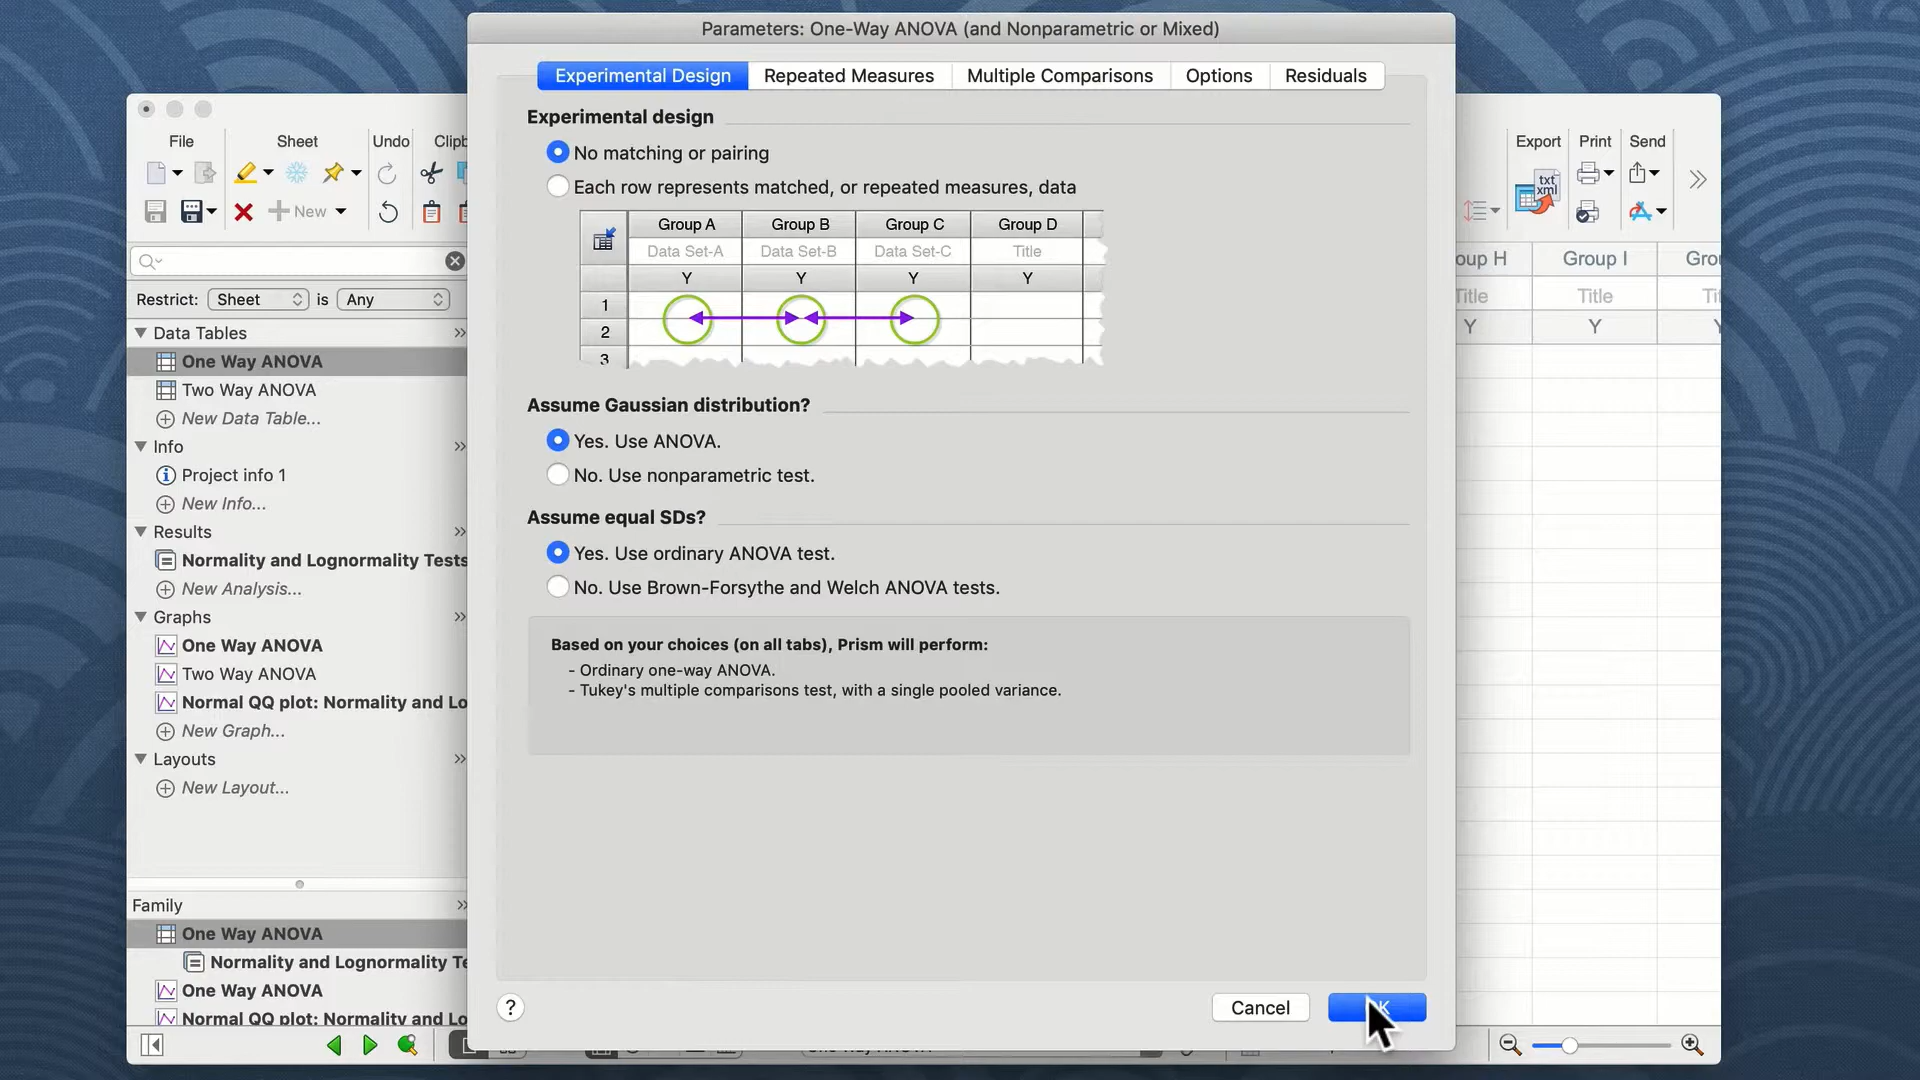 Parameters: One-Way ANOVA (and Nonparametric or Mixed)
Experimental Design Repeated Measures Multiple Comparisons Options Residuals
Experimental design
No matching or pairing
Each row represents matched, or repeated measures, data
Group A Group B Group C Group D
Data Set-A Data Set-B Data Set-C Title
Y Y Y Y
1
2
3
Assume Gaussian distribution?
Yes. Use ANOVA.
No. Use nonparametric test.
Assume equal SDs?
Yes. Use ordinary ANOVA test.
No. Use Brown-Forsythe and Welch ANOVA tests.
Based on your choices (on all tabs), Prism will perform:
- Ordinary one-way ANOVA.
- Tukey's multiple comparisons test, with a single pooled variance.
? Cancel
File Sheet Undo Clipb
New
Restrict: Sheet is Any
Data Tables
One Way ANOVA
Two Way ANOVA
New Data Table...
Info
Project info 1
New Info...
Results
Normality and Lognormality Tests
New Analysis...
Graphs
One Way ANOVA
Two Way ANOVA
Normal QQ plot: Normality and Lo
New Graph...
Layouts
New Layout...
Family
One Way ANOVA
Normality and Lognormality Te
One Way ANOVA
Normal QQ plot: Normality and Lo
Export Print Send
txt
xml
oup H Group I Grou
Title Title Ti
Y Y Y